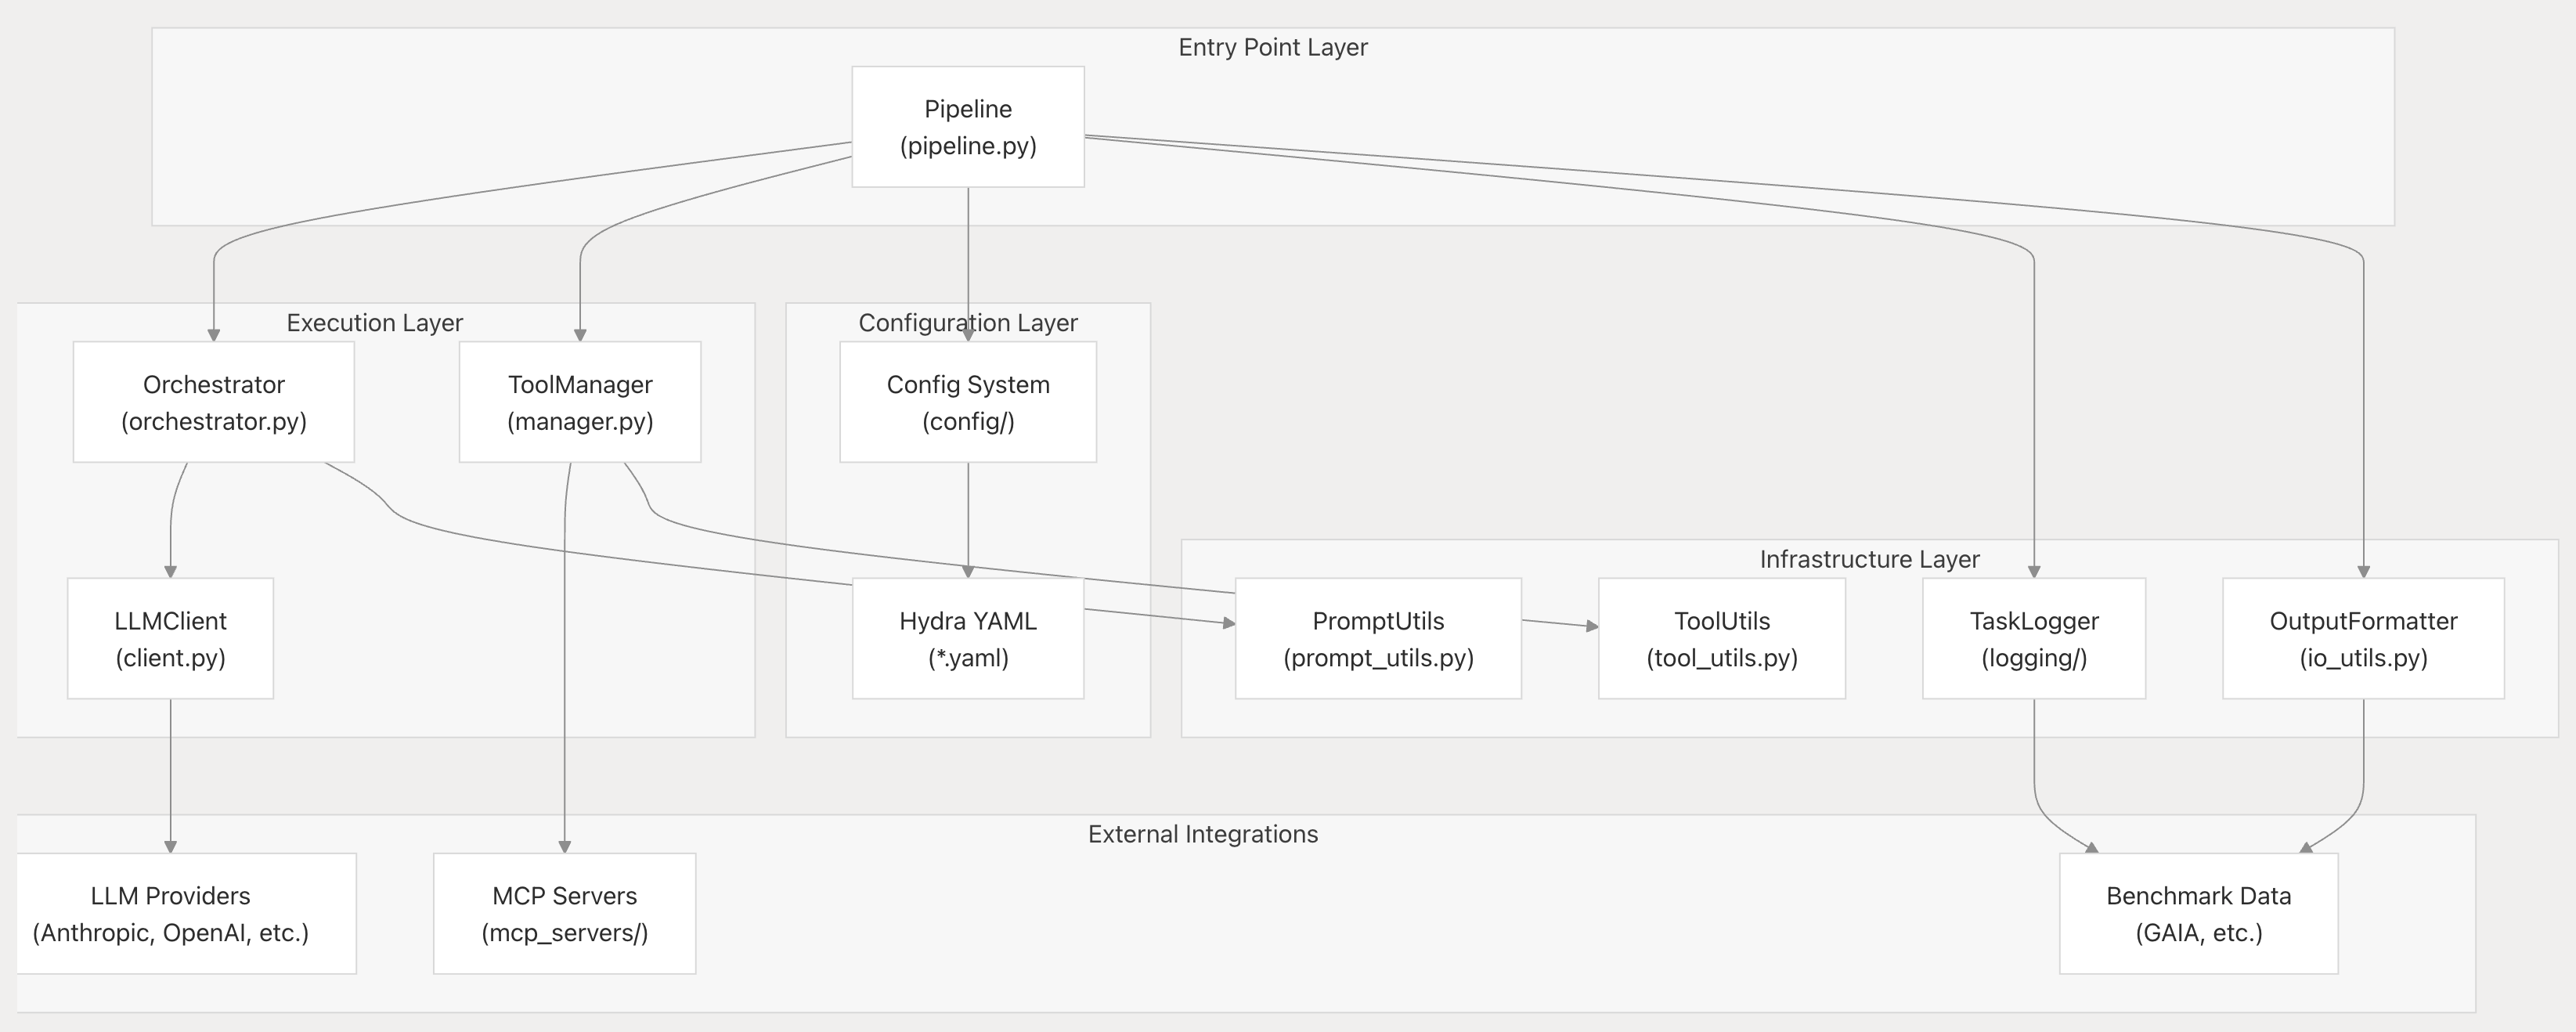 Entry Point Layer
Pipeline
(pipeline.py)
Execution Layer
Orchestrator
(orchestrator.py)
ToolManager
(manager.py)
LLMClient
(client.py)
Configuration Layer
Config System
(config/)
Hydra YAML
(*.yaml)
Infrastructure Layer
PromptUtils
(prompt_utils.py)
ToolUtils
(tool_utils.py)
TaskLogger
(logging/)
OutputFormatter
(io_utils.py)
External Integrations
LLM Providers
(Anthropic, OpenAI, etc.)
MCP Servers
(mcp_servers/)
Benchmark Data
(GAIA, etc.)